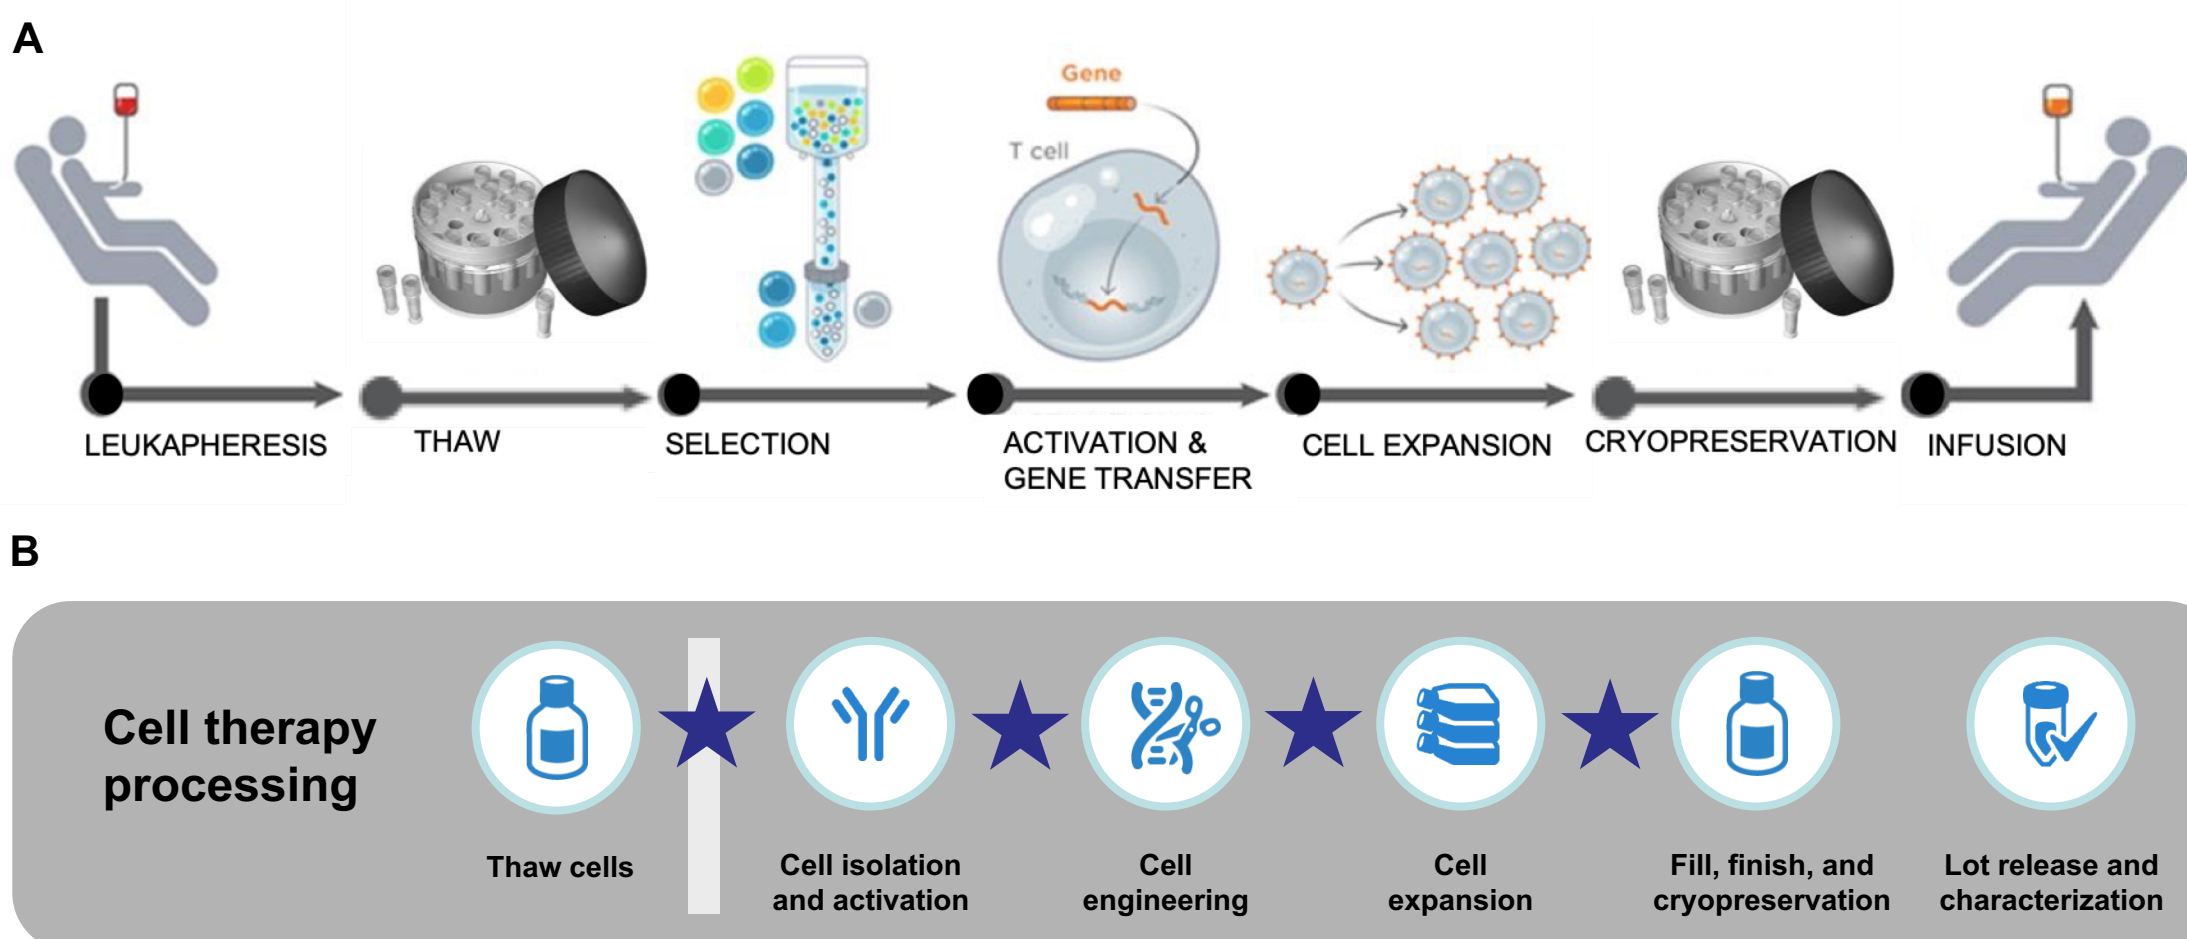 A
Gene
T cell
LEUKAPHERESIS
THAW
SELECTION
ACTIVATION &
GENE TRANSFER
CELL EXPANSION
CRYOPRESERVATION
INFUSION
B
Cell therapy
processing
Thaw cells
Cell isolation
and activation
Cell
engineering
Cell
expansion
Fill, finish, and
cryopreservation
Lot release and
characterization